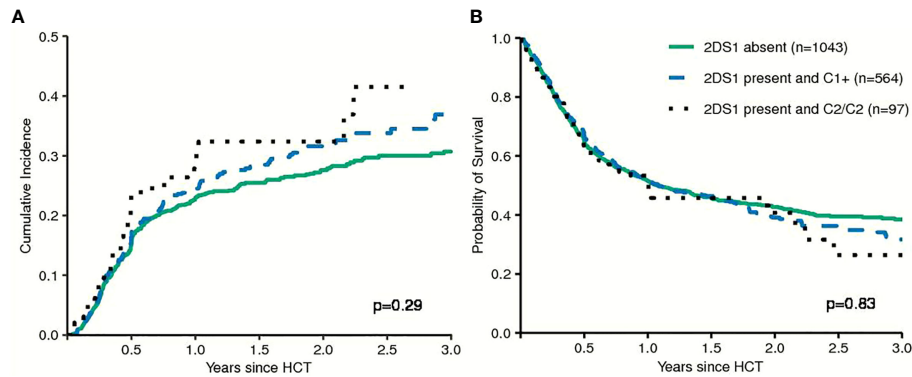 A
0.5
0.4
0.3
0.2
0.1
0.0
Cumulative Incidence
0.5
1.0
1.5
2.0
2.5
3.0
Years since HCT
p=0.29
B
1.0
0.8
0.6
0.4
0.2
0.0
Probability of Survival
0.5
1.0
1.5
2.0
2.5
3.0
Years since HCT
2DS1 absent (n=1043)
2DS1 present and C1+ (n=564)
2DS1 present and C2/C2 (n=97)
p=0.83